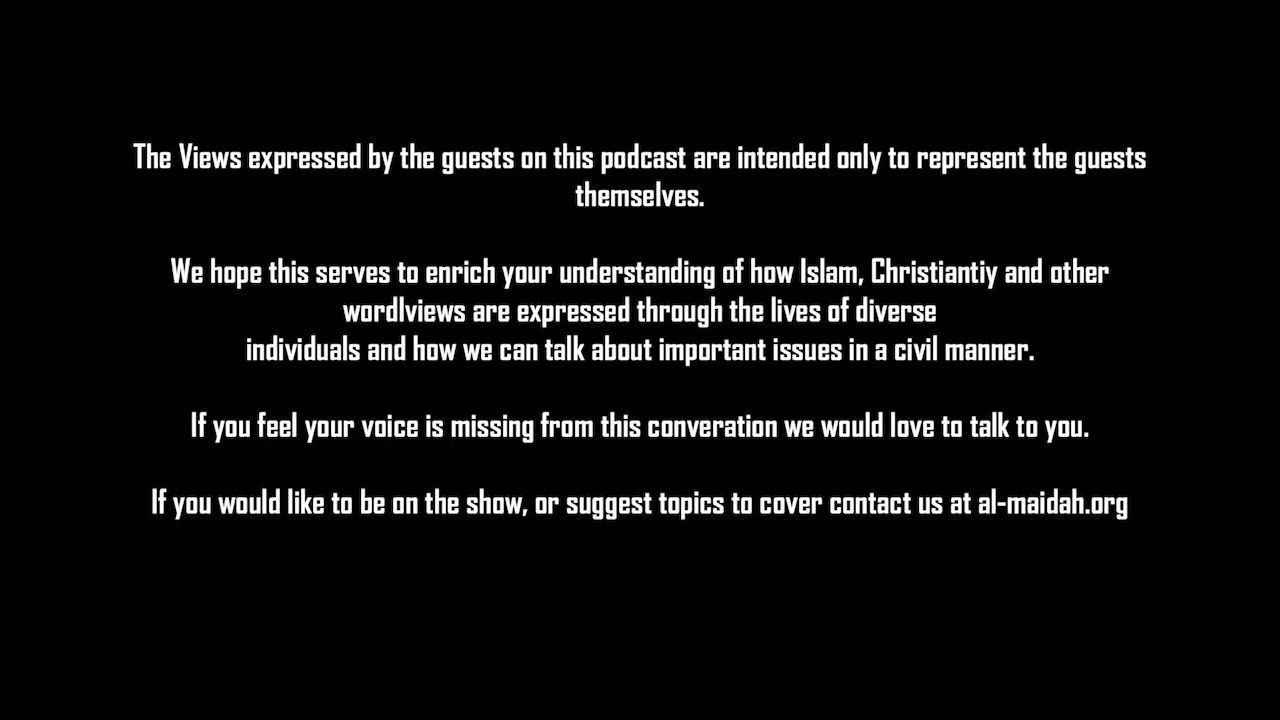 The Views expressed by the guests on this podcast are intended only to represent the guests
themselves.
We hope this serves to enrich your understanding of how Islam, Christiantiy and other
wordlviews are expressed through the lives of diverse
individuals and how we can talk about important issues in a civil manner.
If you feel your voice is missing from this converation we would love to talk to you.
If you would like to be on the show, or suggest topics to cover contact us at al-maidah.org